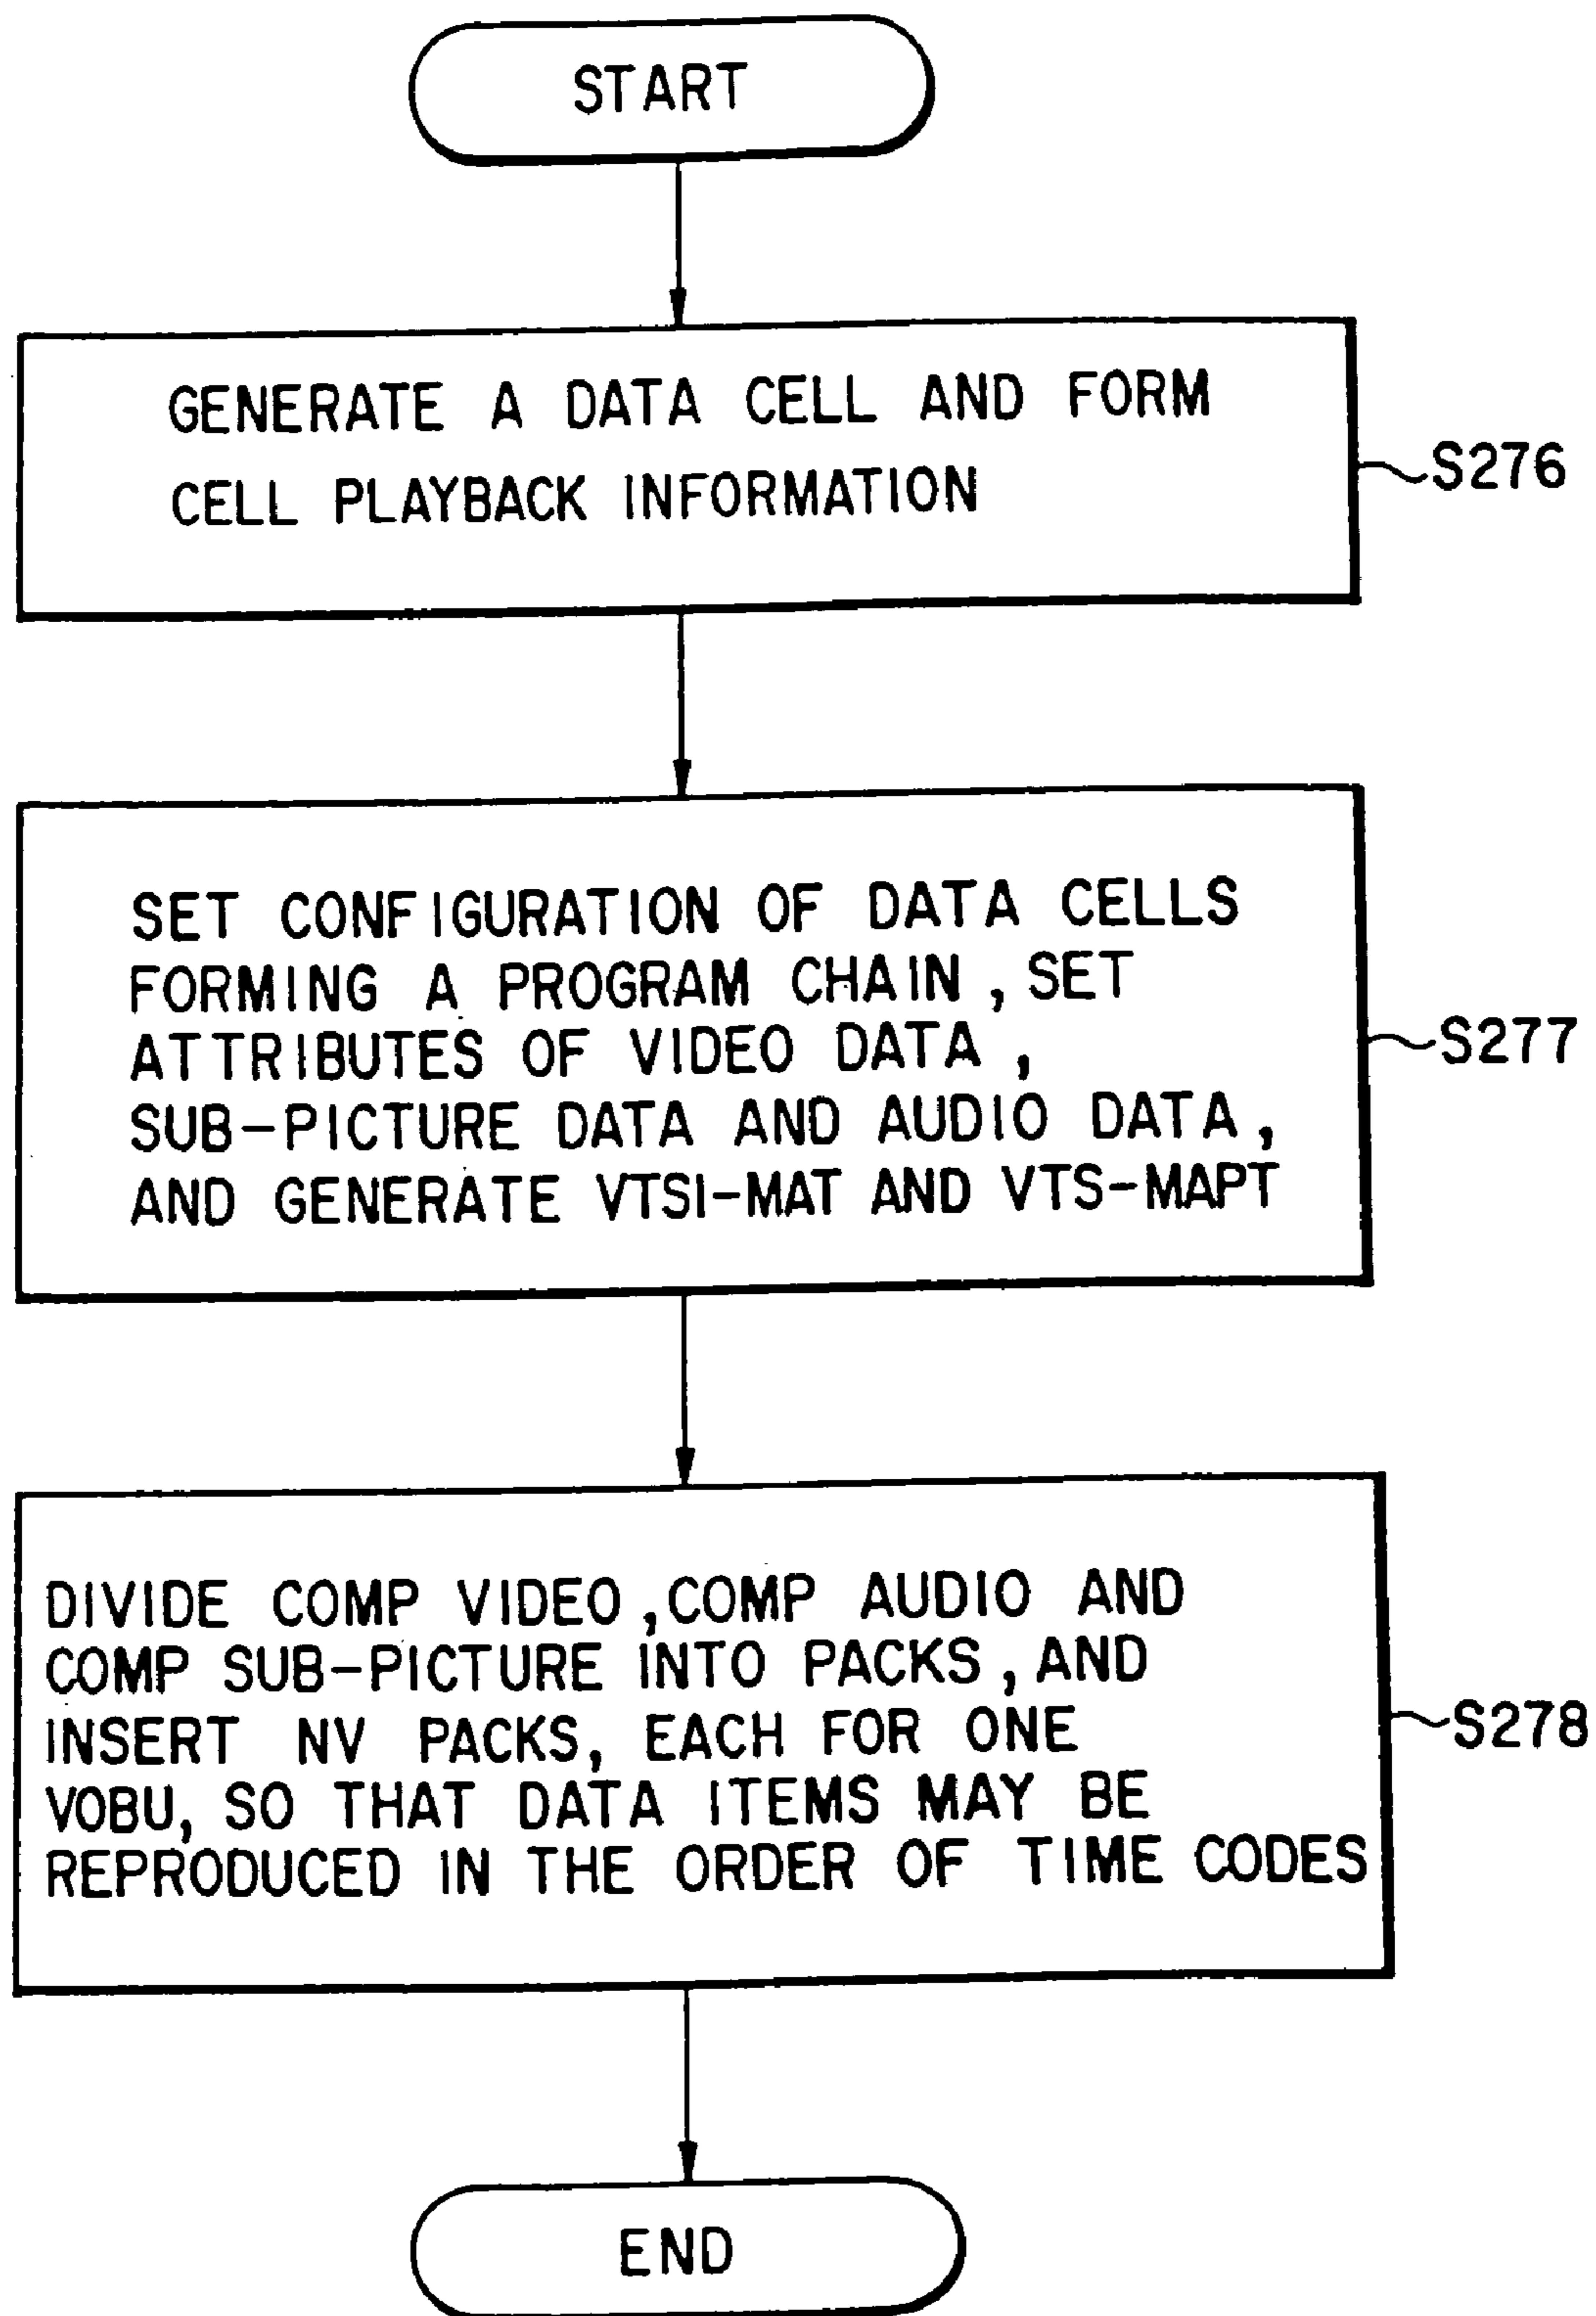 START
GENERATE A DATA CELL AND FORM
CELL PLAYBACK INFORMATION
S276
SET CONFIGURATION OF DATA CELLS
FORMING A PROGRAM CHAIN, SET
ATTRIBUTES OF VIDEO DATA,
SUB-PICTURE DATA AND AUDIO DATA,
AND GENERATE VTSI-MAT AND VTS-MAPT
S277
DIVIDE COMP VIDEO, COMP AUDIO AND
COMP SUB-PICTURE INTO PACKS, AND
INSERT NV PACKS, EACH FOR ONE
VOBU, SO THAT DATA ITEMS MAY BE
REPRODUCED IN THE ORDER OF TIME CODES
S278
END